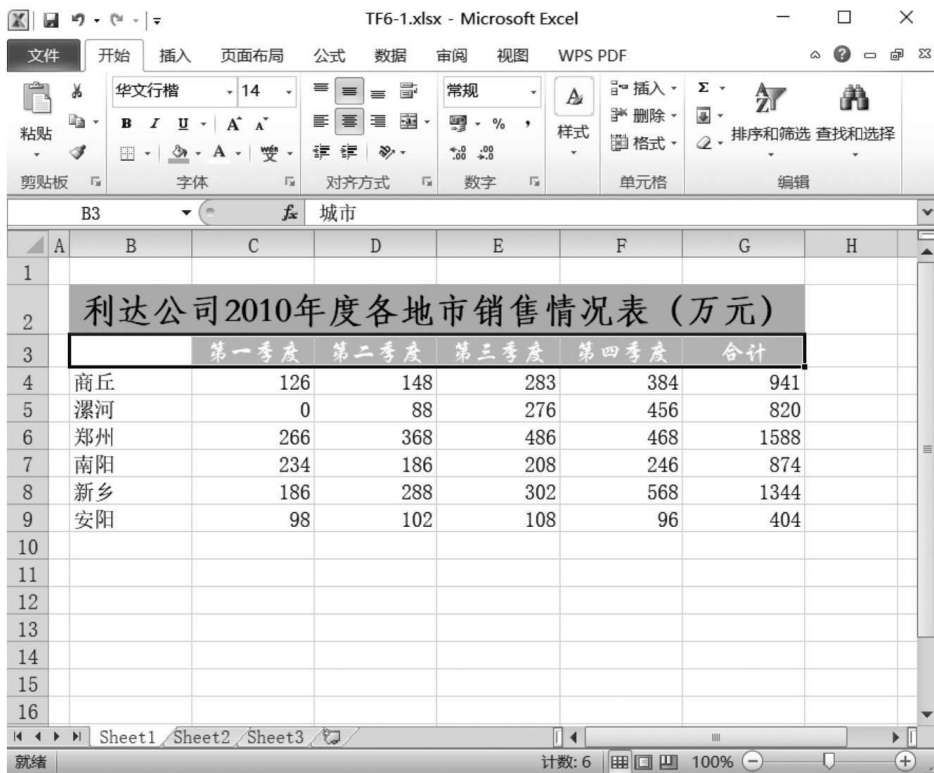 TF6-1.xlsx - Microsoft Excel
文件 开始 插入 页面布局 公式 数据 审阅 视图 WPS PDF
华文行楷 14 常规 插入 Σ
粘贴 B I U A A % , 样式 删除 排序和筛选 查找和选择
A wén 文 .00 .00 格式
剪贴板 字体 对齐方式 数字 单元格 编辑
B3 fx 城市
A B C D E F G H
1
2 利达公司2010年度各地市销售情况表（万元）
3 第一季度 第二季度 第三季度 第四季度 合计
4 商丘 126 148 283 384 941
5 漯河 0 88 276 456 820
6 郑州 266 368 486 468 1588
7 南阳 234 186 208 246 874
8 新乡 186 288 302 568 1344
9 安阳 98 102 108 96 404
10
11
12
13
14
15
16
Sheet1 Sheet2 Sheet3
就绪 计数: 6 100%